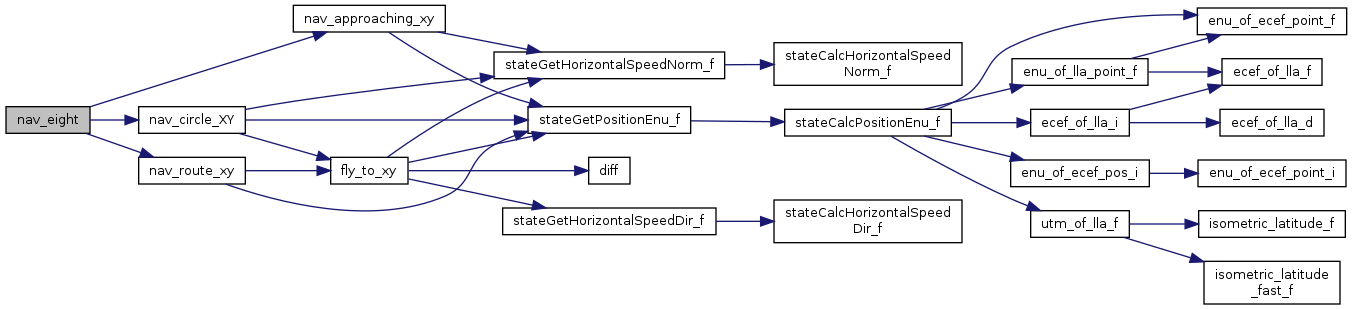 nav_eight
nav_approaching_xy
nav_circle_XY
nav_route_xy
fly_to_xy
stateGetHorizontalSpeedNorm_f
stateGetPositionEnu_f
diff
stateGetHorizontalSpeedDir_f
stateCalcHorizontalSpeed
Norm_f
stateCalcPositionEnu_f
stateCalcHorizontalSpeed
Dir_f
enu_of_lla_point_f
ecef_of_lla_i
enu_of_ecef_pos_i
utm_of_lla_f
enu_of_ecef_point_f
ecef_of_lla_f
ecef_of_lla_d
enu_of_ecef_point_i
isometric_latitude_f
isometric_latitude
_fast_f